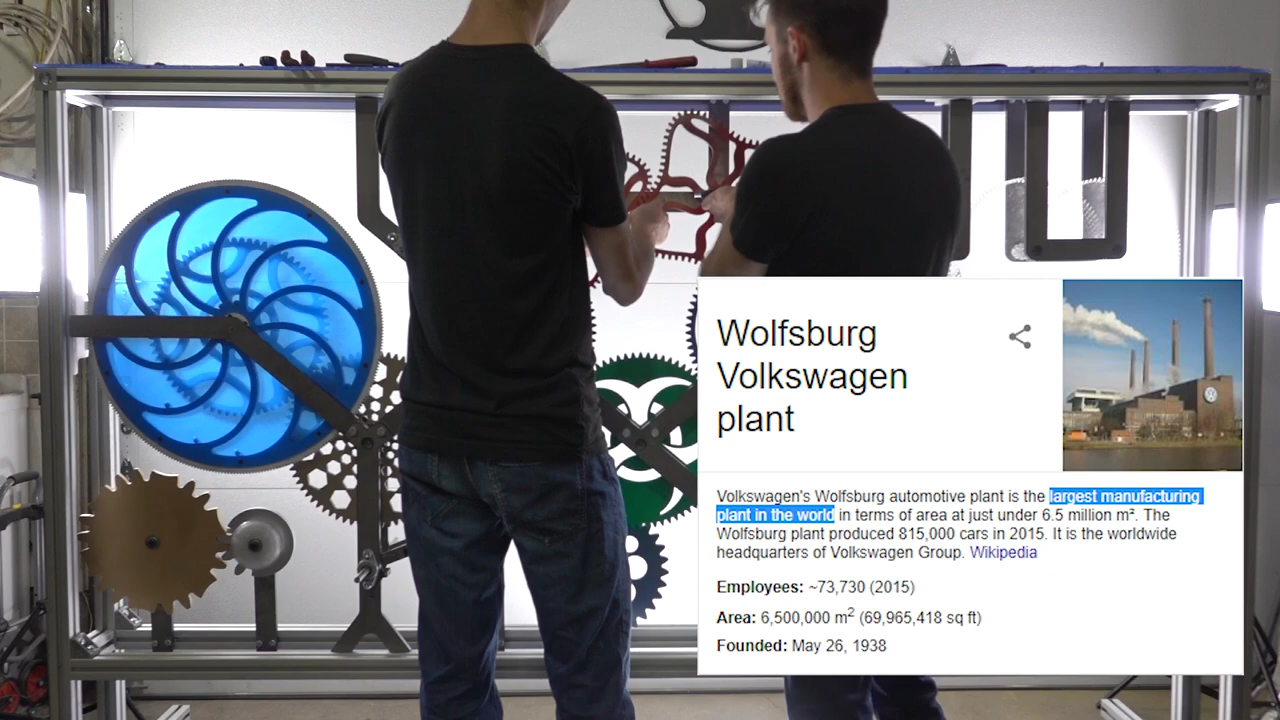 Wolfsburg
Volkswagen
plant
Volkswagen's Wolfsburg automotive plant is the largest manufacturing
plant in the world in terms of area at just under 6.5 million m². The
Wolfsburg plant produced 815,000 cars in 2015. It is the worldwide
headquarters of Volkswagen Group. Wikipedia
Employees: ~73,730 (2015)
Area: 6,500,000 m² (69,965,418 sq ft)
Founded: May 26, 1938